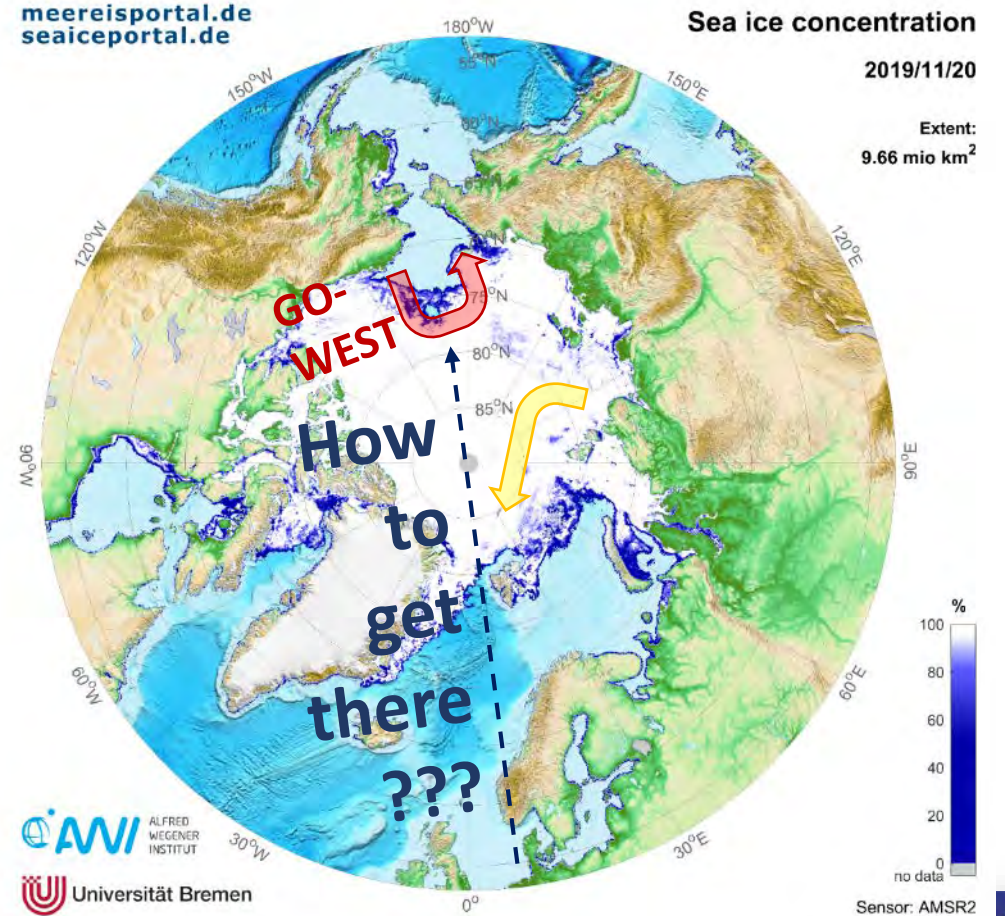 meereisportal.de
seaiceportal.de
Sea ice concentration
2019/11/20
Extent:
9.66 mio km²
180°W
150°W
150°E
120°W
120°E
90°W
90°E
60°W
60°E
30°W
30°E
0°
55°N
75°N
80°N
85°N
GO-
WEST
How
to
get
there
???
%
100
80
60
40
20
0
no data
Sensor: AMSR2
AWI
ALFRED
WEGENER
INSTITUT
Universität Bremen